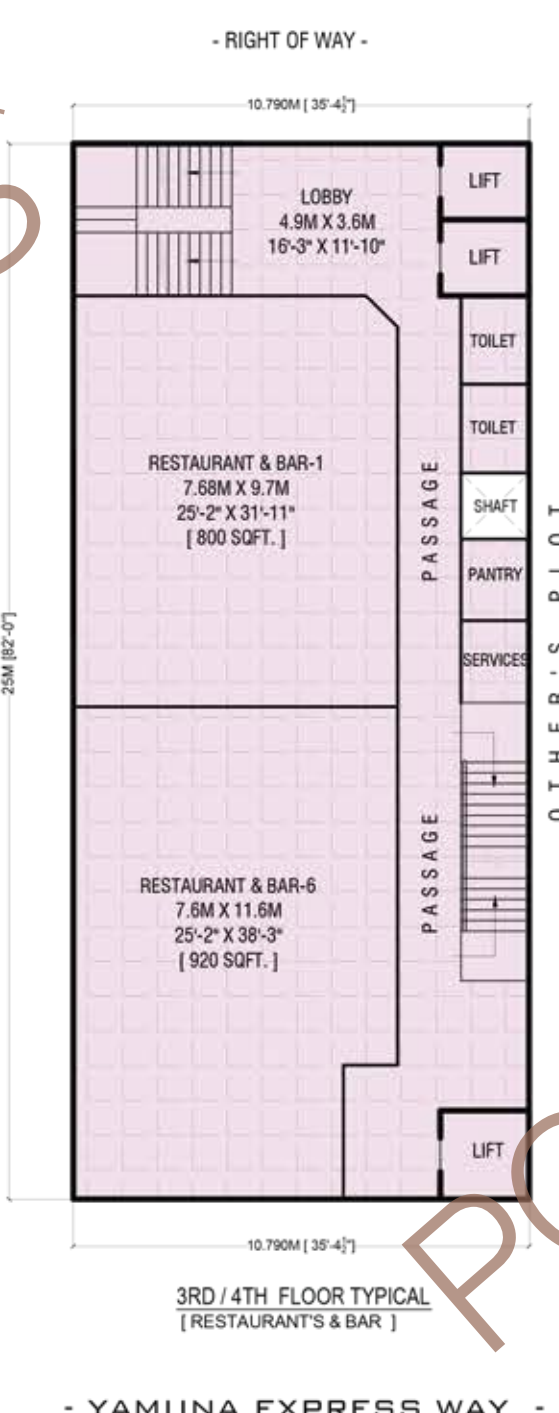 - RIGHT OF WAY -
10.790M [ 35'-4½"]
LIFT
LOBBY
4.9M X 3.6M
16'-3" X 11'-10"
LIFT
TOILET
TOILET
RESTAURANT & BAR-1
7.68M X 9.7M
25'-2" X 31'-11"
[ 800 SQFT. ]
PASSAGE
SHAFT
PANTRY
SERVICES
OTHER'S PLOT
25M [82'-0"]
PASSAGE
RESTAURANT & BAR-6
7.6M X 11.6M
25'-2" X 38'-3"
[ 920 SQFT. ]
LIFT
10.790M [ 35'-4½"]
3RD / 4TH FLOOR TYPICAL
[ RESTAURANT'S & BAR ]
- YAMUNA EXPRESS WAY -